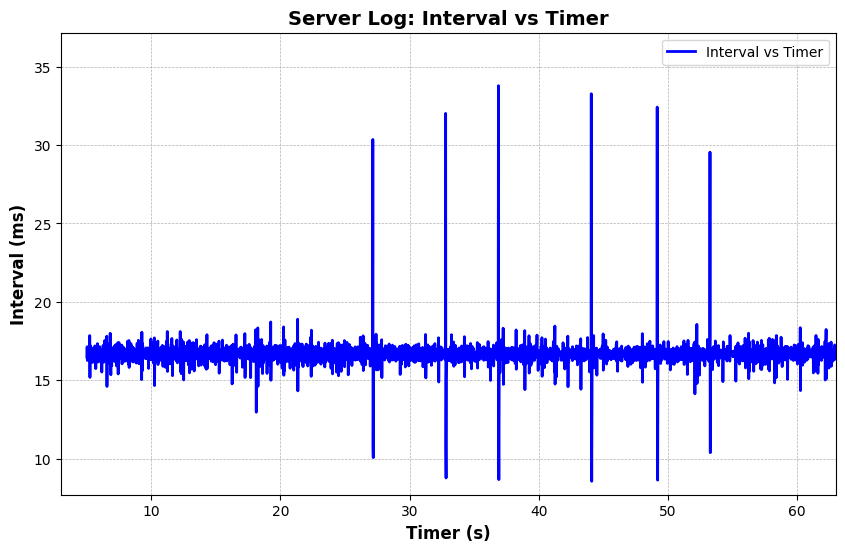 Server Log: Interval vs Timer
Interval vs Timer
Interval (ms)
35
30
25
20
15
10
10 20 30 40 50 60
Timer (s)